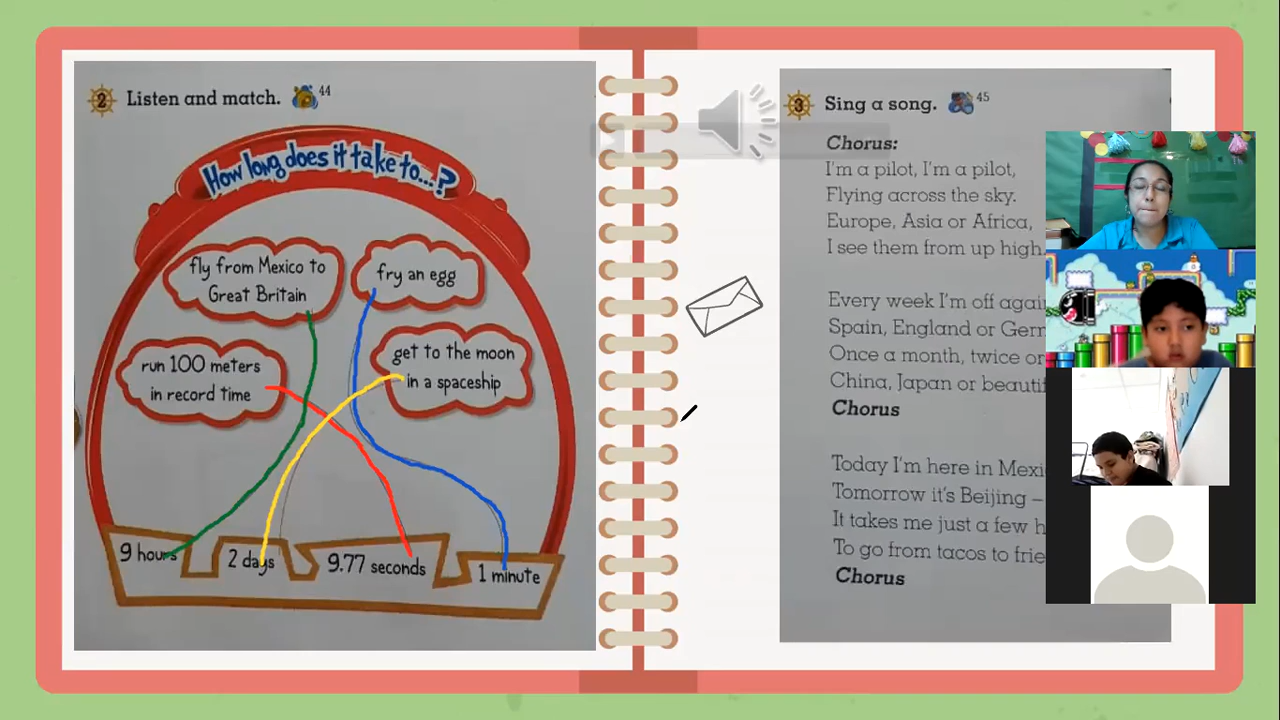 2 Listen and match. 44
How long does it take to...?
fly from Mexico to
Great Britain
fry an egg
run 100 meters
in record time
get to the moon
in a spaceship
9 hours
2 days
9.77 seconds
1 minute
3 Sing a song. 45
Chorus:
I'm a pilot, I'm a pilot,
Flying across the sky.
Europe, Asia or Africa,
I see them from up high
Every week I'm off
Spain, England or
Once a month, twice
China, Japan or
Chorus
Today I'm here in
Tomorrow it's Beijing –
It takes me just a few
To go from tacos to
Chorus